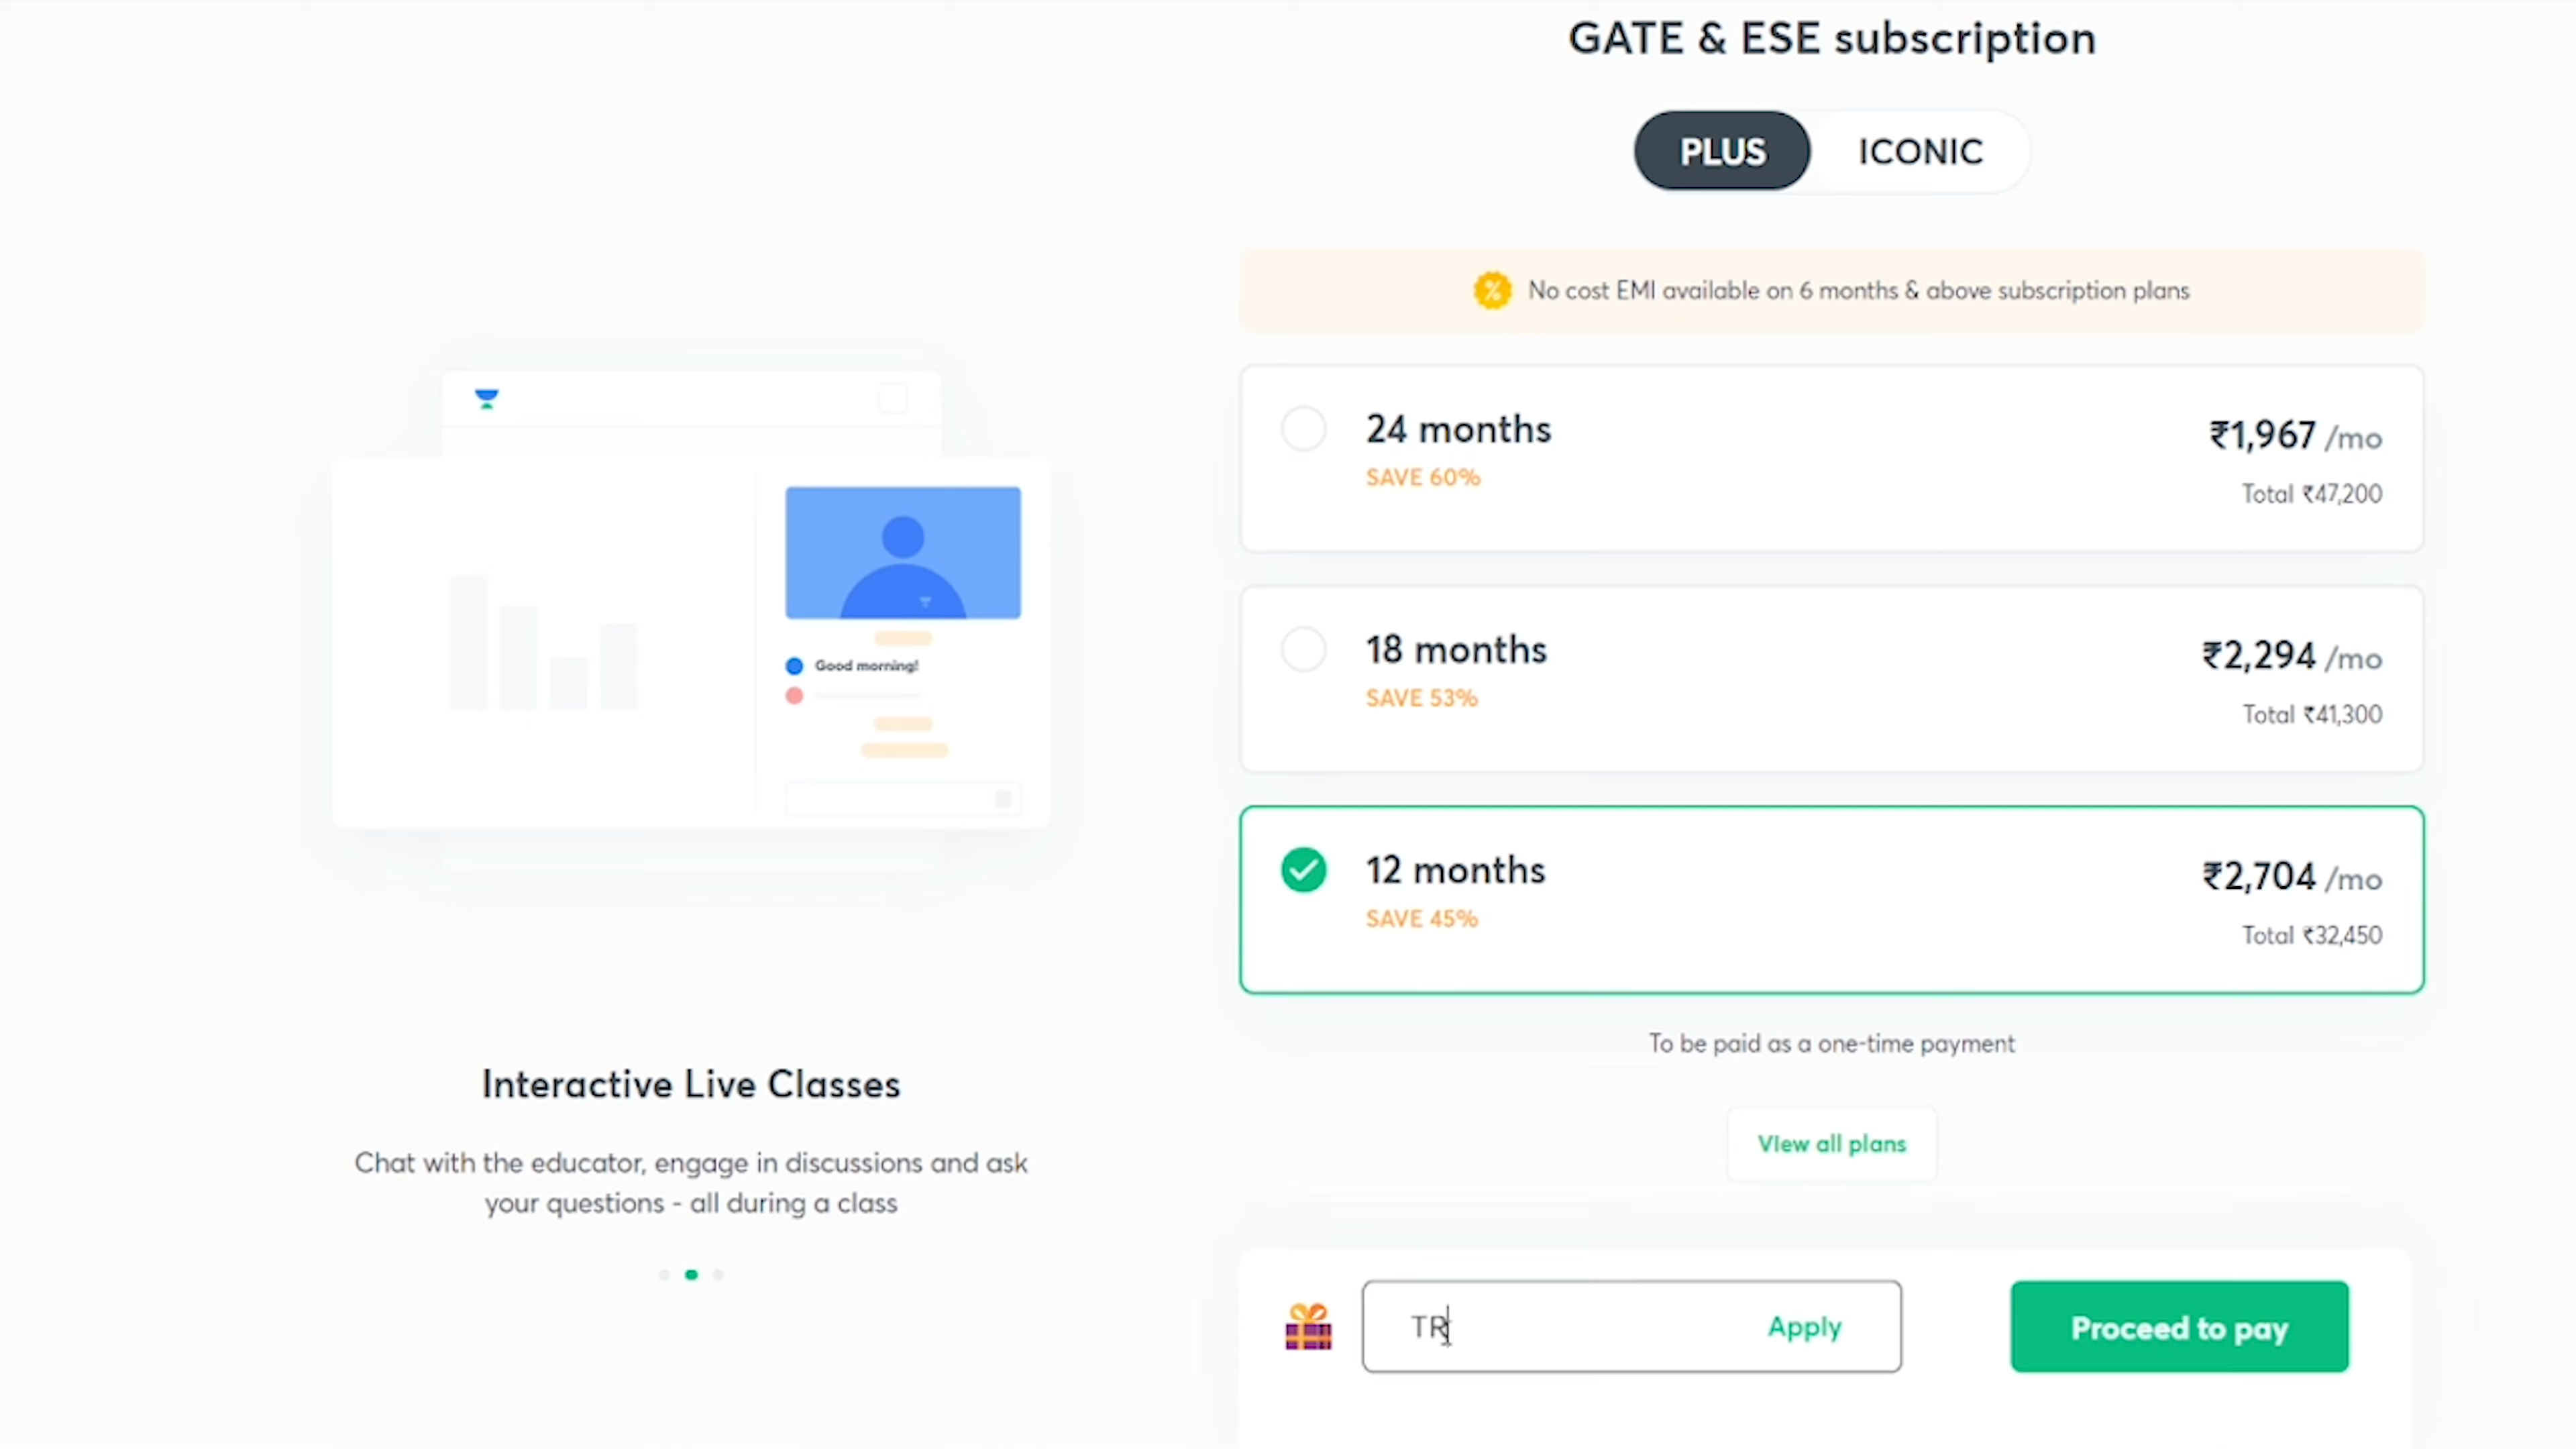 GATE & ESE subscription
PLUS
ICONIC
No cost EMI available on 6 months & above subscription plans
24 months
SAVE 60%
₹1,967 /mo
Total ₹47,200
18 months
SAVE 53%
₹2,294 /mo
Total ₹41,300
12 months
SAVE 45%
₹2,704 /mo
Total ₹32,450
To be paid as a one-time payment
View all plans
TR
Apply
Proceed to pay
Good morning!
Interactive Live Classes
Chat with the educator, engage in discussions and ask
your questions - all during a class